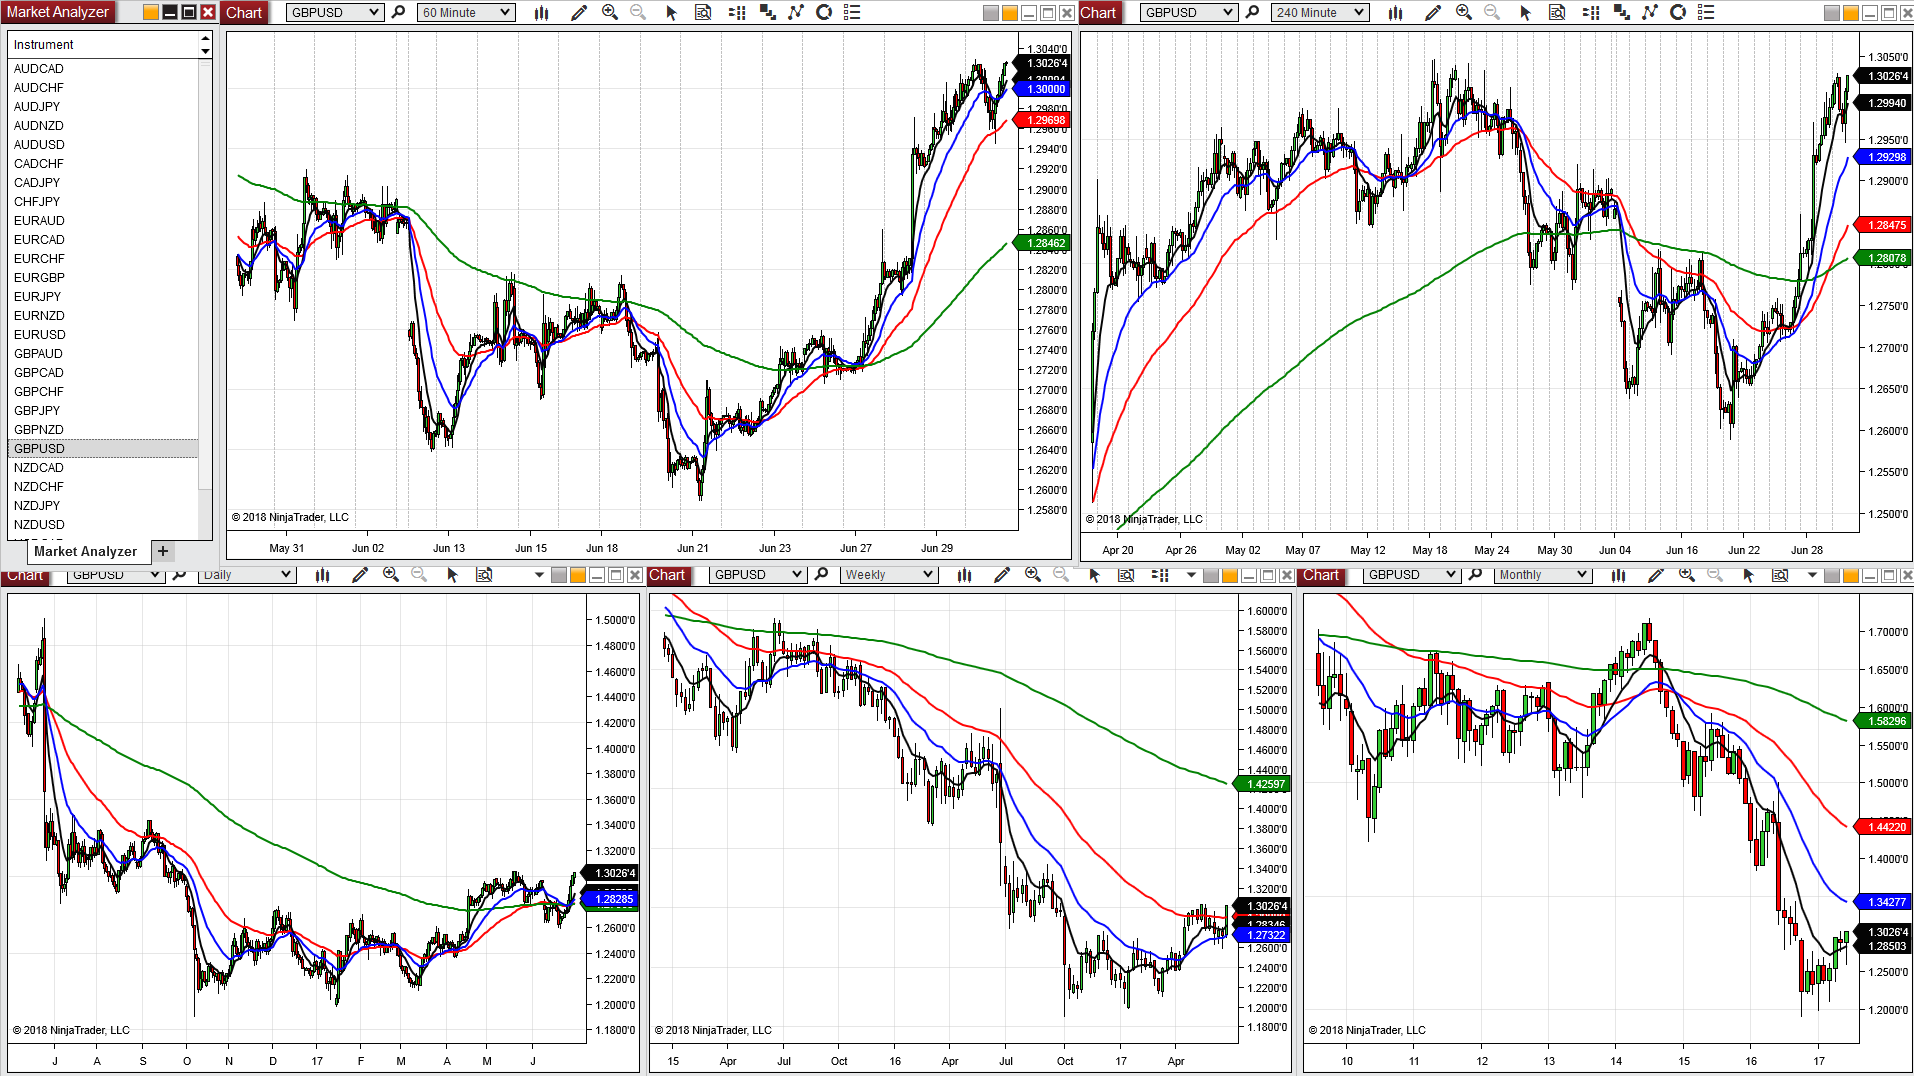 Market Analyzer
Instrument
AUDCAD
AUDCHF
AUDJPY
AUDNZD
AUDUSD
CADCHF
CADJPY
CHFJPY
EURAUD
EURCAD
EURCHF
EURGBP
EURJPY
EURNZD
EURUSD
GBPAUD
GBPCAD
GBPCHF
GBPJPY
GBPNZD
GBPUSD
NZDCAD
NZDCHF
NZDJPY
NZDUSD
Market Analyzer +
Chart GBPUSD 60 Minute
1.3040'0
1.3026'4
1.30000
1.2980'0
1.29698
1.2960'0
1.2940'0
1.2920'0
1.2900'0
1.2880'0
1.2860'0
1.28462
1.2820'0
1.2800'0
1.2780'0
1.2760'0
1.2740'0
1.2720'0
1.2700'0
1.2680'0
1.2660'0
1.2640'0
1.2620'0
1.2600'0
1.2580'0
© 2018 NinjaTrader, LLC
May 31 Jun 02 Jun 13 Jun 15 Jun 18 Jun 21 Jun 23 Jun 27 Jun 29
Chart GBPUSD 240 Minute
1.3050'0
1.3026'4
1.29940
1.2950'0
1.29298
1.2900'0
1.28475
1.28078
1.2750'0
1.2700'0
1.2650'0
1.2600'0
1.2550'0
1.2500'0
© 2018 NinjaTrader, LLC
Apr 20 Apr 26 May 02 May 07 May 12 May 18 May 24 May 30 Jun 04 Jun 16 Jun 22 Jun 28
Chart GBPUSD Daily
1.5000'0
1.4800'0
1.4600'0
1.4400'0
1.4200'0
1.4000'0
1.3800'0
1.3600'0
1.3400'0
1.3200'0
1.3026'4
1.28285
1.2600'0
1.2400'0
1.2200'0
1.2000'0
1.1800'0
© 2018 NinjaTrader, LLC
J A S O N D 17 F M A M J
Chart GBPUSD Weekly
1.6000'0
1.5800'0
1.5600'0
1.5400'0
1.5200'0
1.5000'0
1.4800'0
1.4600'0
1.4400'0
1.42597
1.4000'0
1.3800'0
1.3600'0
1.3400'0
1.3200'0
1.3026'4
1.27322
1.2600'0
1.2400'0
1.2200'0
1.2000'0
1.1800'0
© 2018 NinjaTrader, LLC
15 Apr Jul Oct 16 Apr Jul Oct 17 Apr
Chart GBPUSD Monthly
1.7000'0
1.6500'0
1.6000'0
1.58296
1.5500'0
1.5000'0
1.44220
1.4000'0
1.34277
1.3026'4
1.28503
1.2500'0
1.2000'0
© 2018 NinjaTrader, LLC
10 11 12 13 14 15 16 17